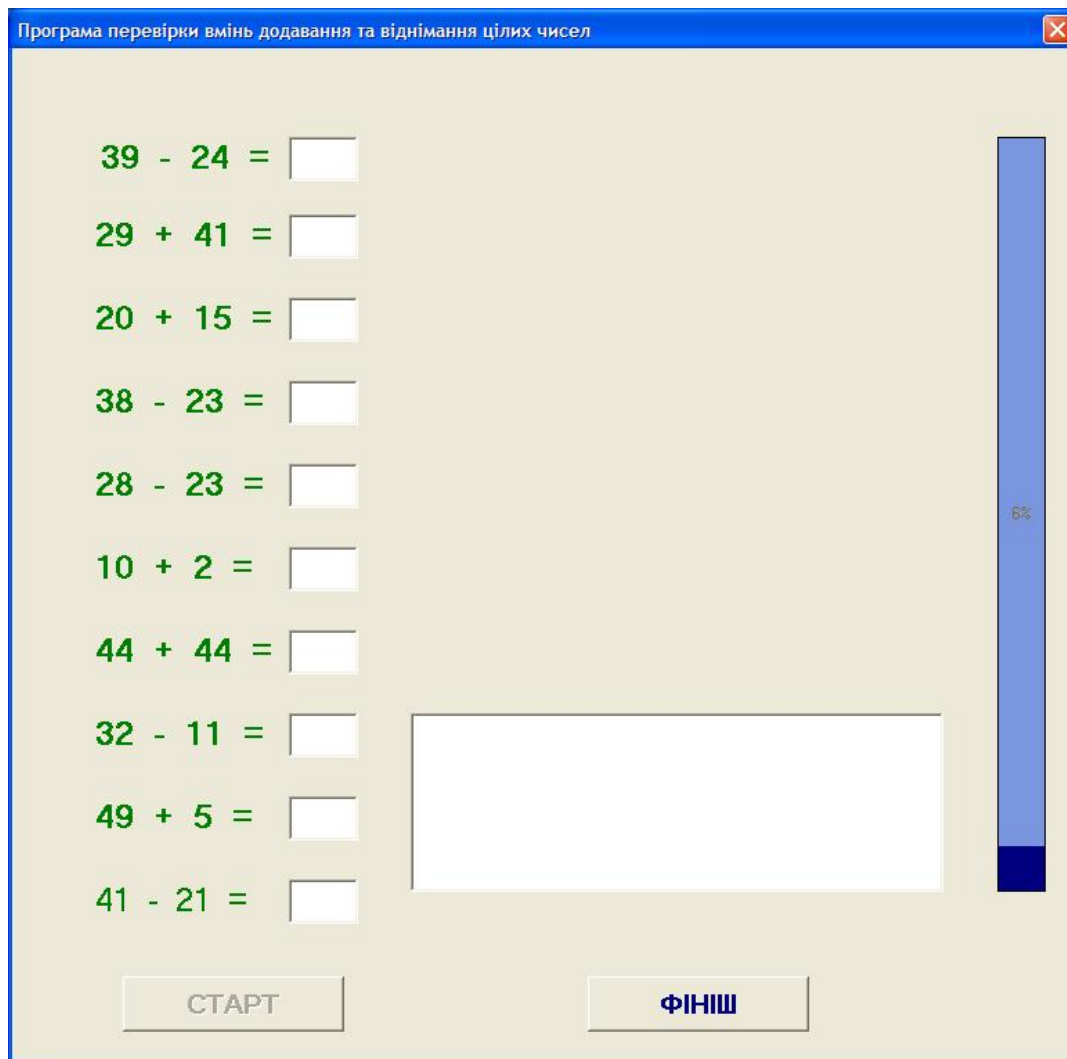 Програма перевірки вмінь додавання та віднімання цілих чисел
39 - 24 =
29 + 41 =
20 + 15 =
38 - 23 =
28 - 23 =
6%
10 + 2 =
44 + 44 =
32 - 11 =
49 + 5 =
41 - 21 =
СТАРТ
ФІНІШ